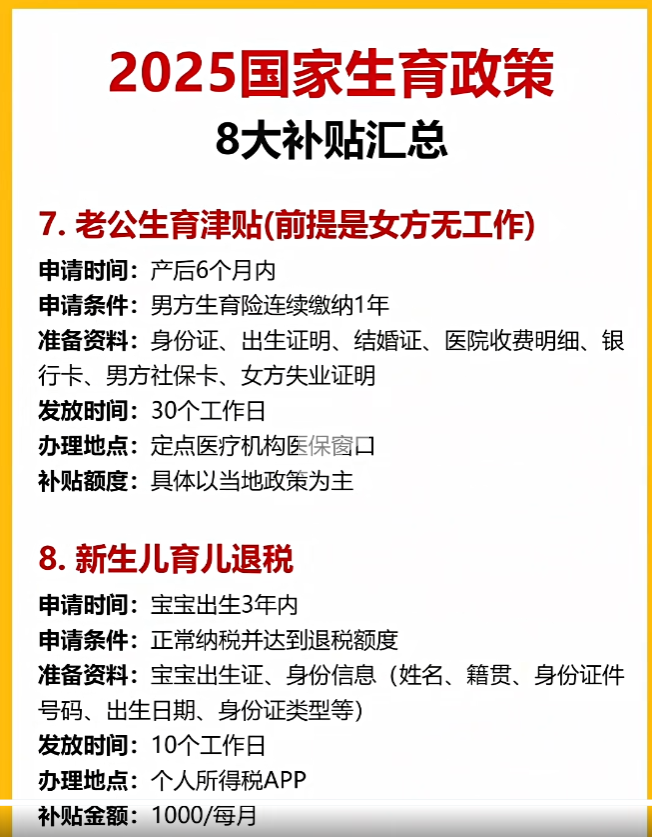 2025国家生育政策
8大补贴汇总
7. 老公生育津贴(前提是女方无工作)
申请时间：产后6个月内
申请条件：男方生育险连续缴纳1年
准备资料：身份证、出生证明、结婚证、医院收费明细、银
行卡、男方社保卡、女方失业证明
发放时间：30个工作日
办理地点：定点医疗机构医保窗口
补贴额度：具体以当地政策为主
8. 新生儿育儿退税
申请时间：宝宝出生3年内
申请条件：正常纳税并达到退税额度
准备资料：宝宝出生证、身份信息（姓名、籍贯、身份证件
号码、出生日期、身份证类型等）
发放时间：10个工作日
办理地点：个人所得税APP
补贴金额：1000/每月